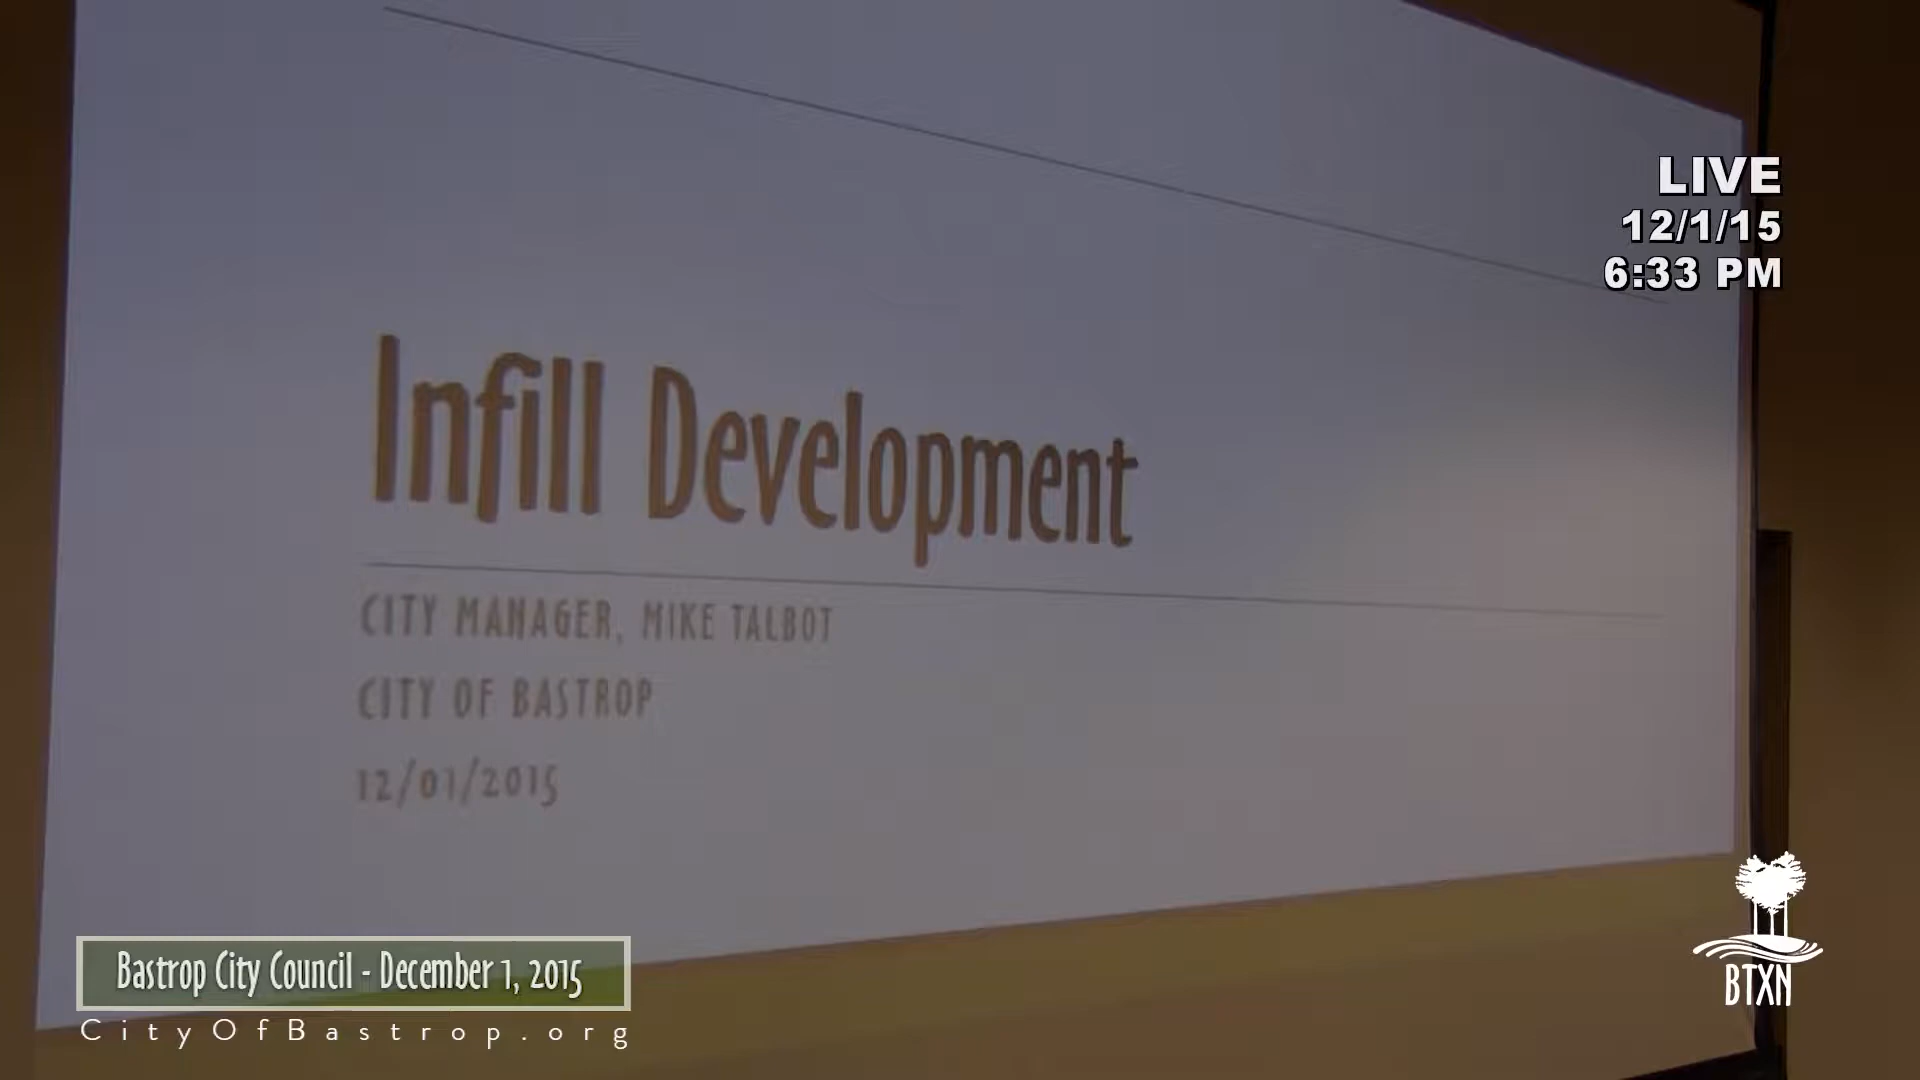 LIVE
12/1/15
6:33 PM
Infill Development
CITY MANAGER, MIKE TALBOT
CITY OF BASTROP
12/01/2015
Bastrop City Council - December 1, 2015
CityOfBastrop.org
BTXN